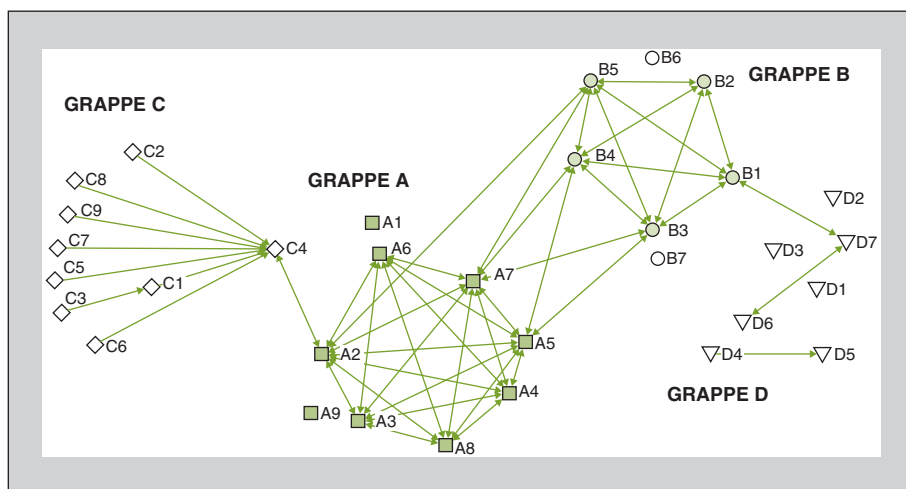 B6
B5
B2
GRAPPE B
GRAPPE C
C2
B4
C8
GRAPPE A
B1
D2
C9
A1
B3
D7
C7
C4
A6
D3
B7
C5
C1
A7
D1
C3
D6
C6
A2
A5
D4
D5
A4
GRAPPE D
A9
A3
A8